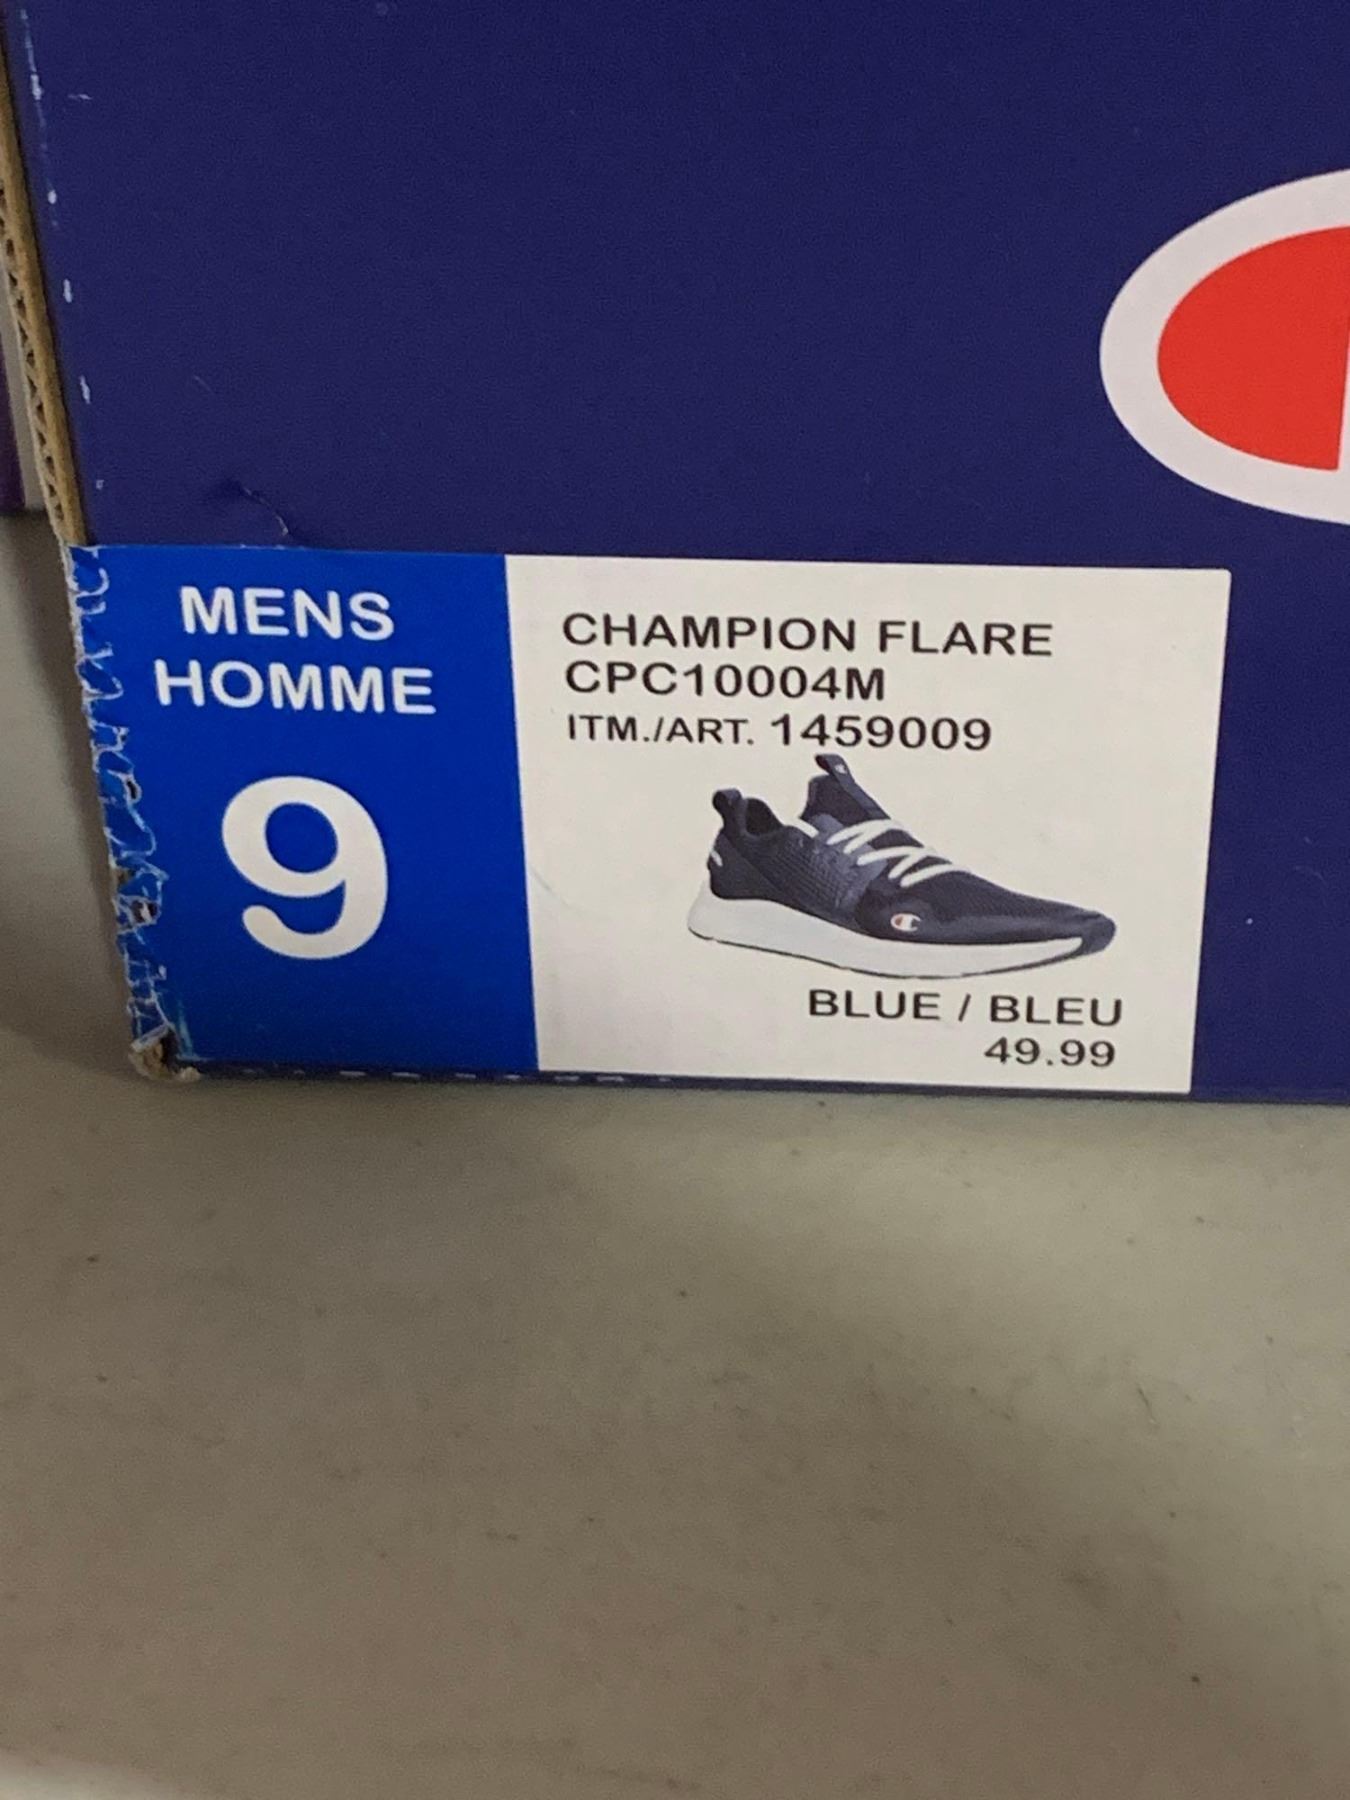 MENS
HOMME
9
CHAMPION FLARE
CPC10004M
ITM./ART. 1459009
BLUE / BLEU
49.99